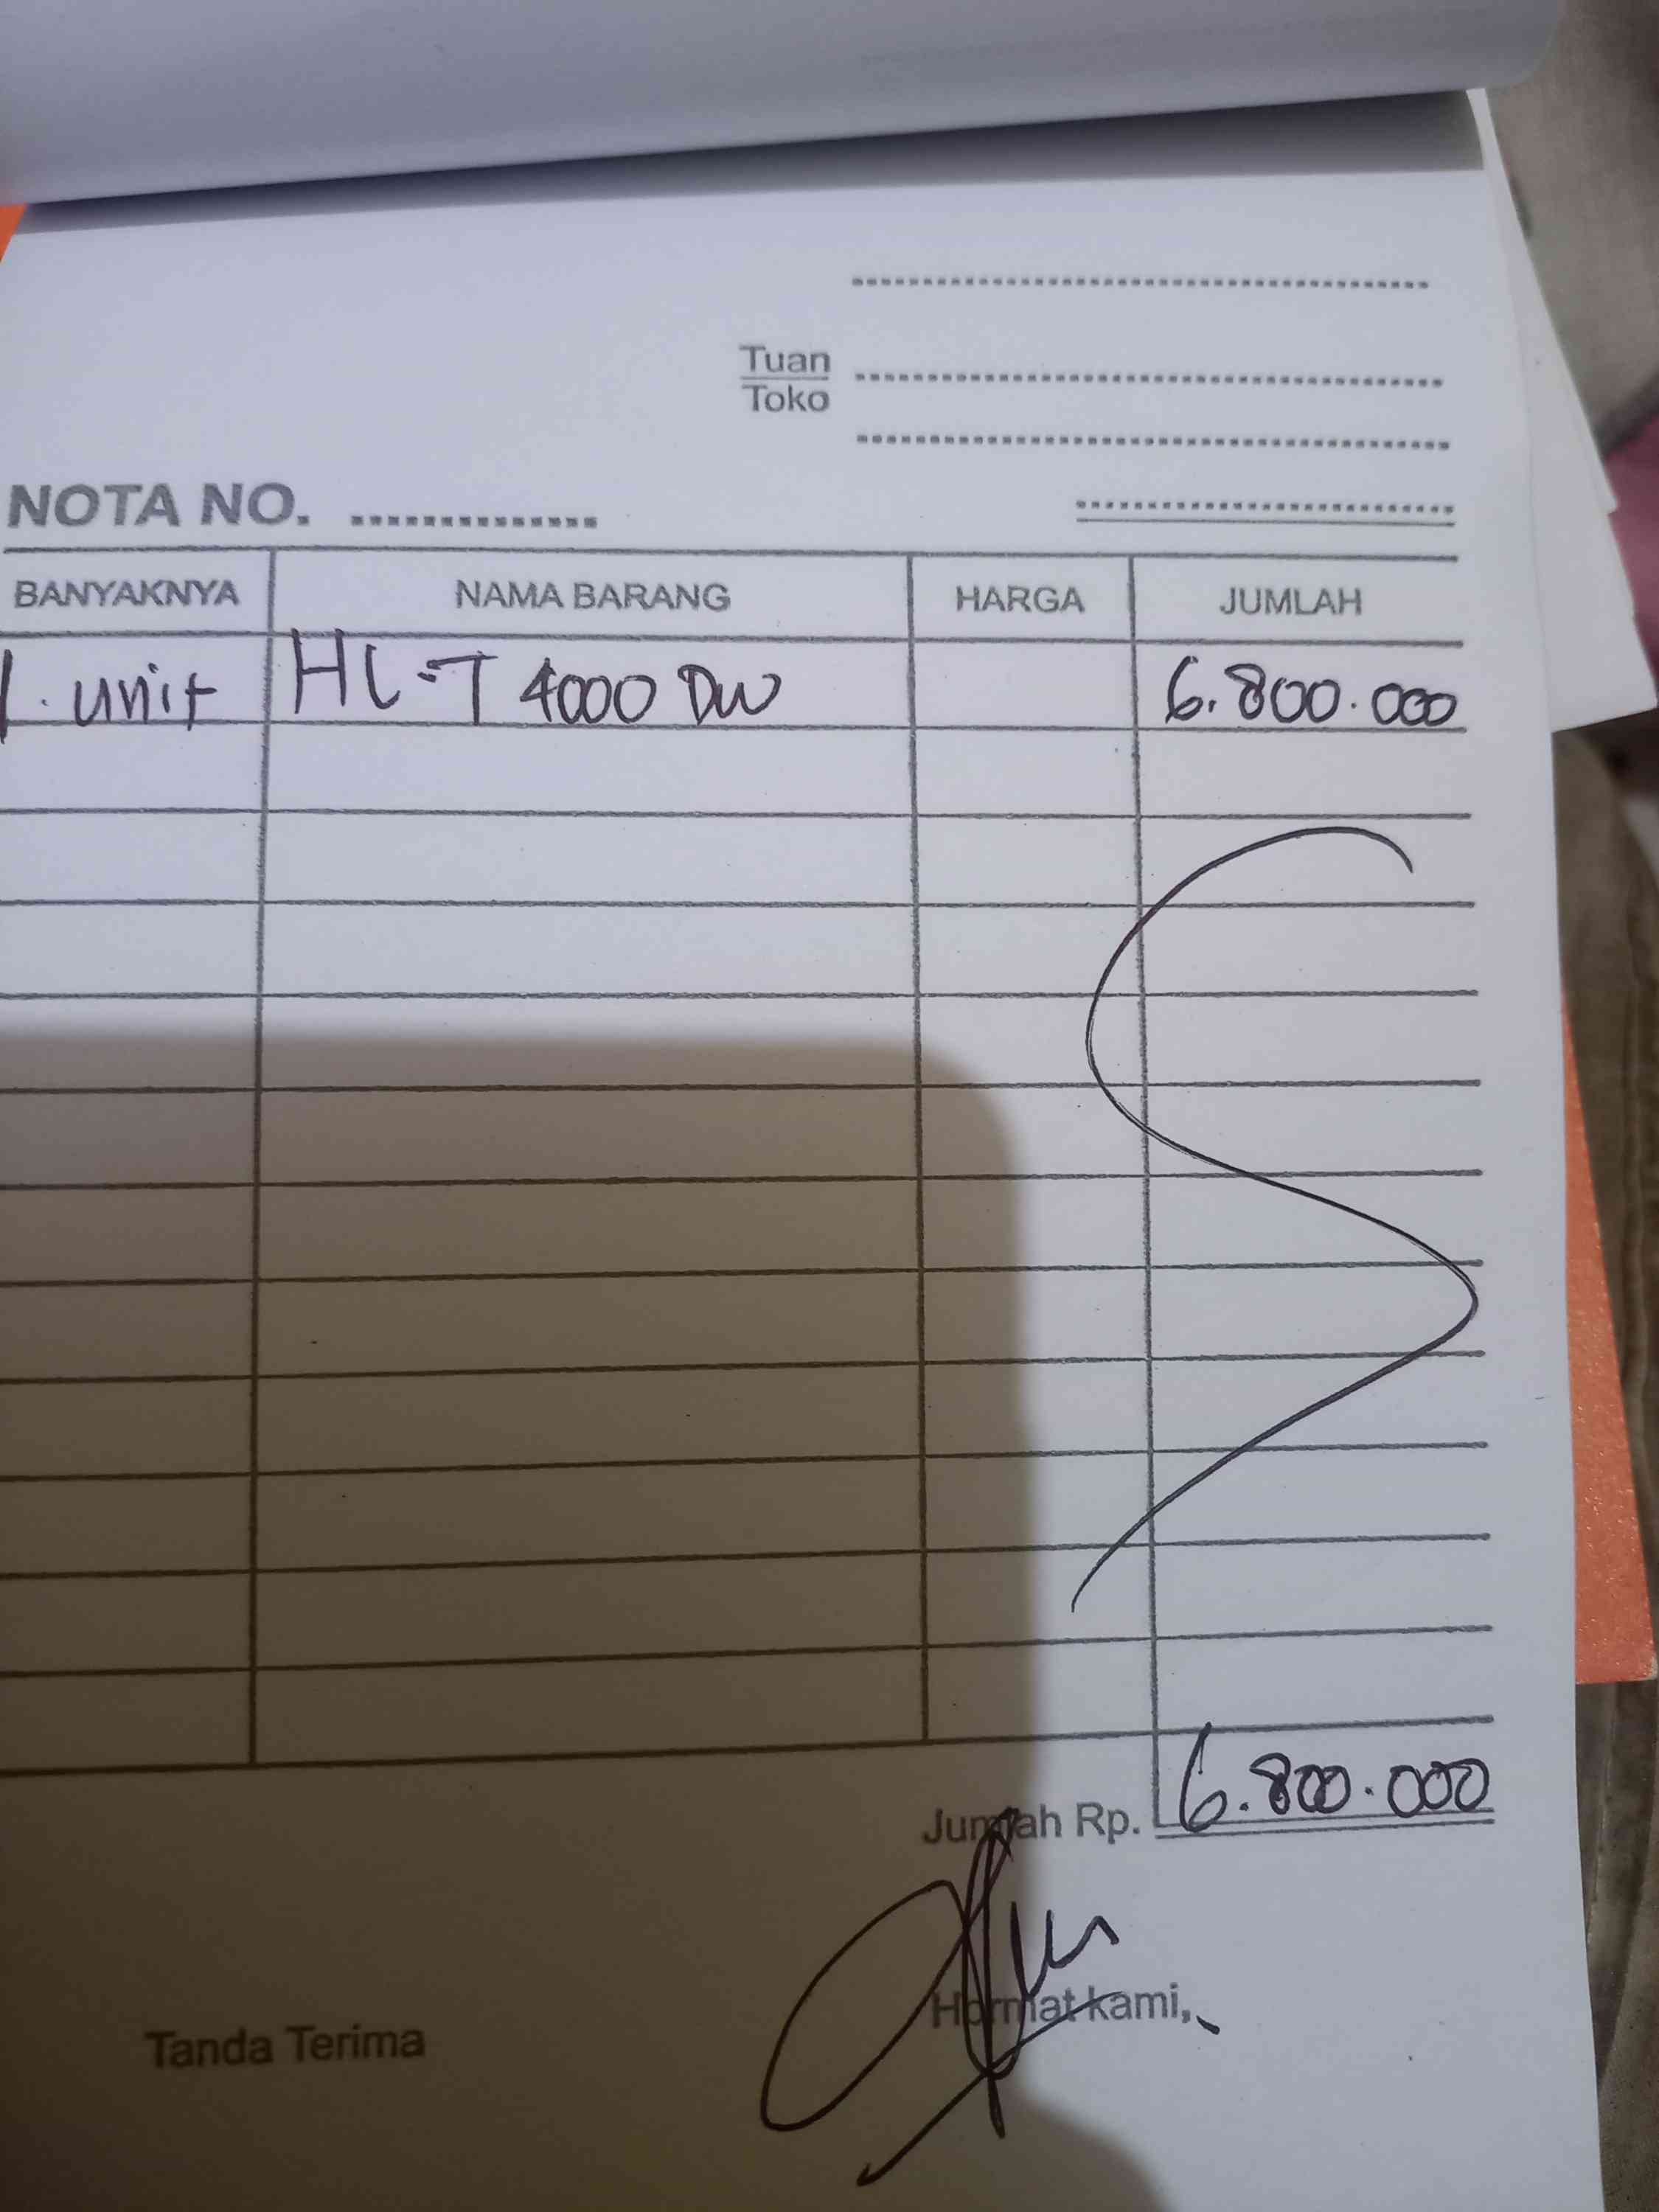 Tuan
Toko
NOTA NO. ..............
BANYAKNYA NAMA BARANG HARGA JUMLAH
1. unit HL-T 4000 DW 6.800.000
Jumlah Rp. 6.800.000
Tanda Terima Hormat kami,